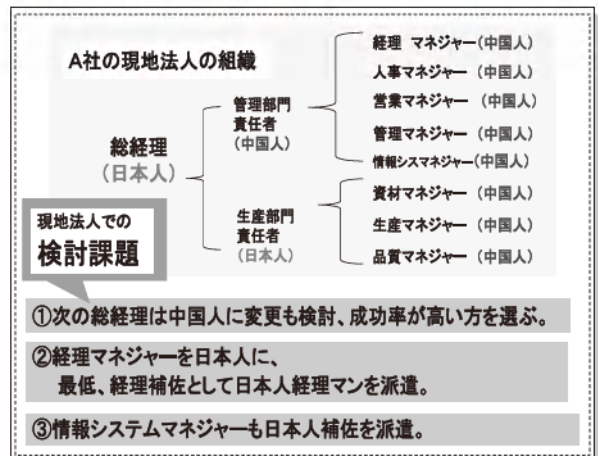 A社の現地法人の組織
総経理
（日本人）
管理部門
責任者
（中国人）
経理 マネジャー（中国人）
人事マネジャー （中国人）
営業マネジャー （中国人）
管理マネジャー （中国人）
情報シスマネジャー（中国人）
生産部門
責任者
（日本人）
資材マネジャー （中国人）
生産マネジャー （中国人）
品質マネジャー （中国人）
現地法人での
検討課題
①次の総経理は中国人に変更も検討、成功率が高い方を選ぶ。
②経理マネジャーを日本人に、
最低、経理補佐として日本人経理マンを派遣。
③情報システムマネジャーも日本人補佐を派遣。